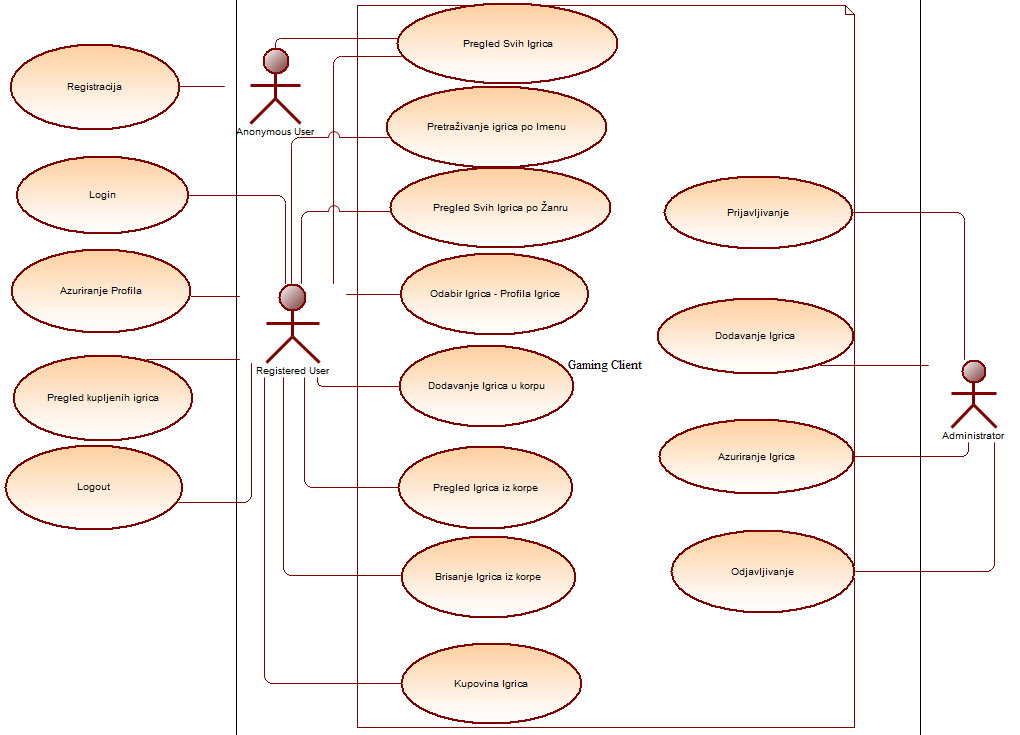 Registracija
Login
Azuriranje Profila
Pregled kupljenih igrica
Logout
Anonymous User
Registered User
Pregled Svih Igrica
Pretraživanje igrica po Imenu
Pregled Svih Igrica po Žanru
Odabir Igrica - Profila Igrice
Dodavanje Igrica u korpu
Pregled Igrica iz korpe
Brisanje Igrica iz korpe
Kupovina Igrica
Gaming Client
Prijavljivanje
Dodavanje Igrica
Azuriranje Igrica
Odjavljivanje
Administrator